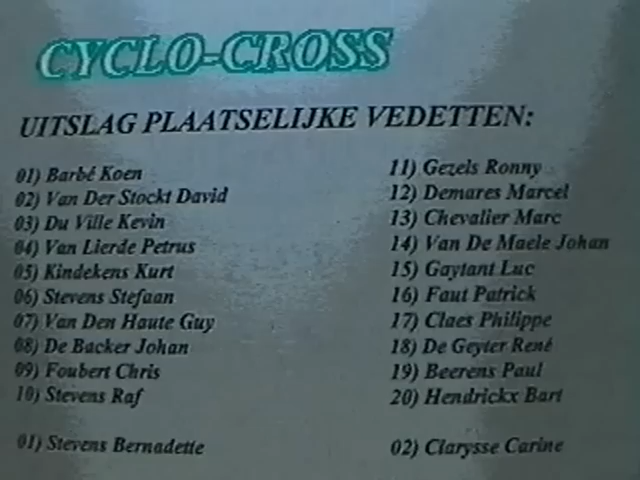 CYCLO-CROSS
UITSLAG PLAATSELIJKE VEDETTEN:
01) Barbé Koen
02) Van Der Stockt David
03) Du Ville Kevin
04) Van Lierde Petrus
05) Kindekens Kurt
06) Stevens Stefaan
07) Van Den Haute Guy
08) De Backer Johan
09) Foubert Chris
10) Stevens Raf
11) Gezels Ronny
12) Demares Marcel
13) Chevalier Marc
14) Van De Maele Johan
15) Gaytant Luc
16) Faut Patrick
17) Claes Philippe
18) De Geyter René
19) Beerens Paul
20) Hendrickx Bart
01) Stevens Bernadette
02) Clarysse Carine